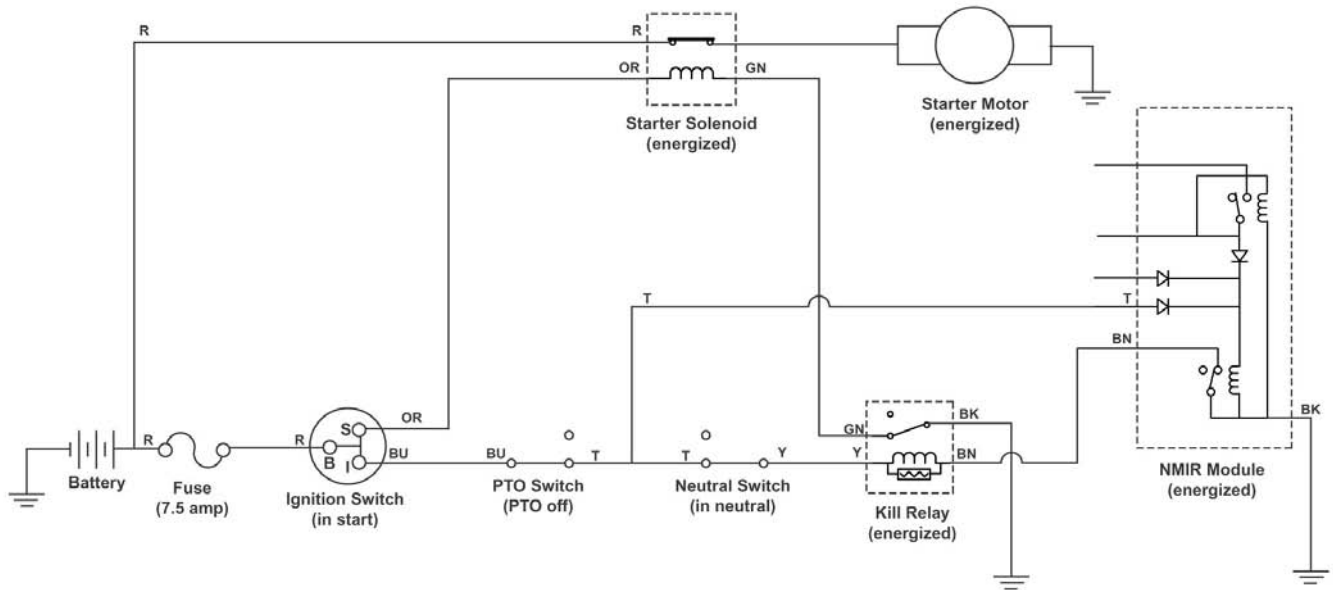 R
R
OR
GN
Starter Solenoid
(energized)
Starter Motor
(energized)
T
T
BN
BK
NMIR Module
(energized)
OR
R
R
S
B
I
BU
BU
T
T
Y
Y
GN
BK
BN
Battery
Fuse
(7.5 amp)
Ignition Switch
(in start)
PTO Switch
(PTO off)
Neutral Switch
(in neutral)
Kill Relay
(energized)